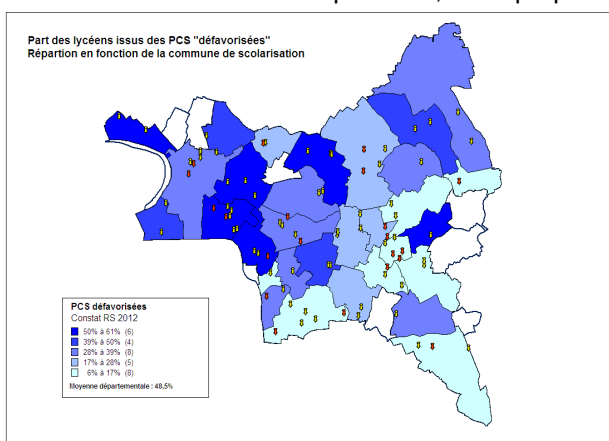 Part des lycéens issus des PCS "défavorisées"
Répartion en fonction de la commune de scolarisation
PCS défavorisées
Constat RS 2012
50% à 61% (6)
39% à 50% (4)
28% à 39% (8)
17% à 28% (5)
6% à 17% (8)
Moyenne départementale : 48,5%